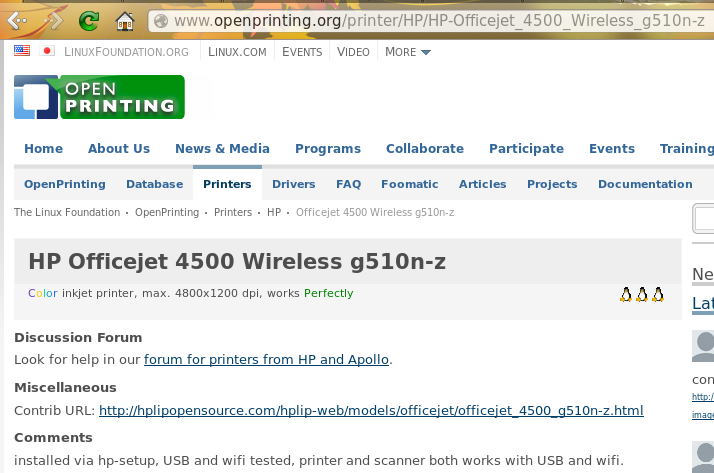 www.openprinting.org/printer/HP/HP-Officejet_4500_Wireless_g510n-z
LINUXFOUNDATION.ORG LINUX.COM EVENTS VIDEO MORE
OPEN
PRINTING
Home About Us News & Media Programs Collaborate Participate Events Training
OpenPrinting Database Printers Drivers FAQ Foomatic Articles Projects Documentation
The Linux Foundation · OpenPrinting · Printers · HP · Officejet 4500 Wireless g510n-z
HP Officejet 4500 Wireless g510n-z
Color inkjet printer, max. 4800x1200 dpi, works Perfectly
Ne
Discussion Forum
Lat
Look for help in our forum for printers from HP and Apollo.
Miscellaneous
con
Contrib URL: http://hplipopensource.com/hplip-web/models/officejet/officejet_4500_g510n-z.html
http:/
image
Comments
installed via hp-setup, USB and wifi tested, printer and scanner both works with USB and wifi.